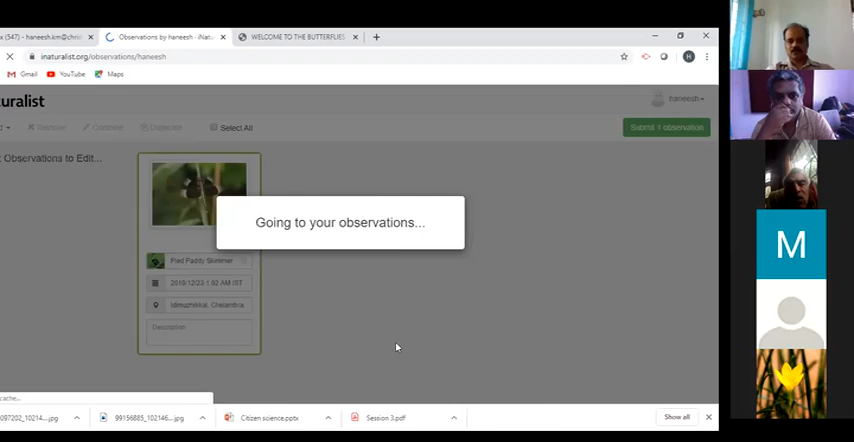 (547) - haneesh.km@chris
Observations by haneesh - iNatu
WELCOME TO THE BUTTERFLIES
inaturalist.org/observations/haneesh
H
Gmail
YouTube
Maps
uralist
haneesh
Remove
Combine
Duplicate
Select All
Submit 1 observation
Observations to Edit...
Going to your observations...
Pied Paddy Skimmer
2019/12/23 1:02 AM IST
Idimuzhikkal, Chelambra,
Description
cache...
097202_10214....jpg
99156885_102146....jpg
Citizen science.pptx
Session 3.pdf
Show all
M